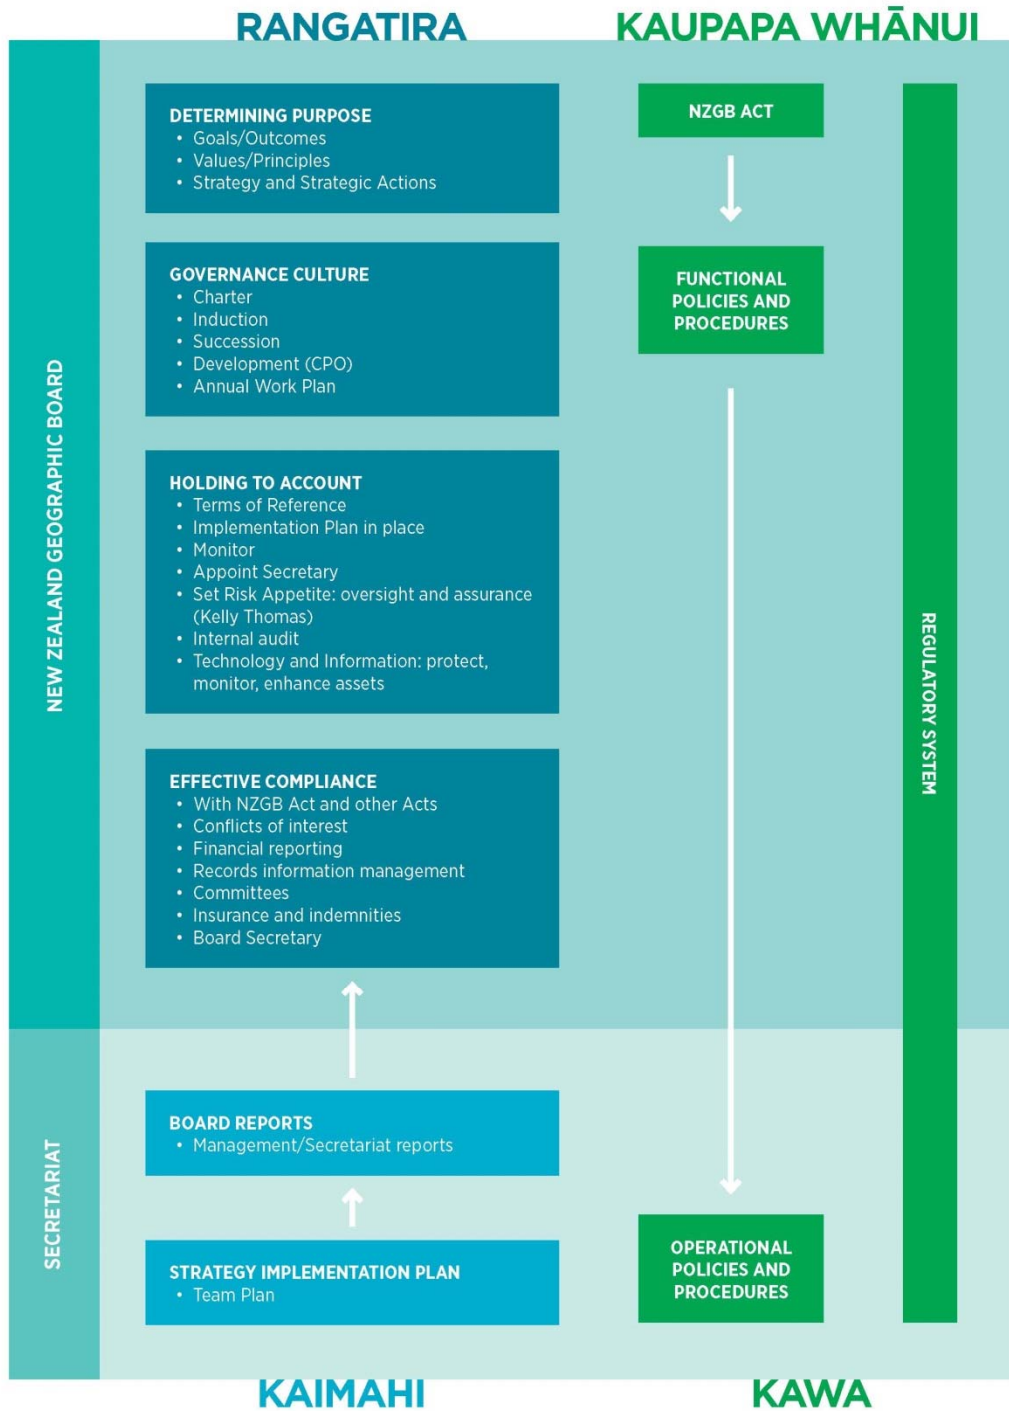 RANGATIRA
KAUPAPA WHĀNUI
NEW ZEALAND GEOGRAPHIC BOARD
DETERMINING PURPOSE
• Goals/Outcomes
• Values/Principles
• Strategy and Strategic Actions
GOVERNANCE CULTURE
• Charter
• Induction
• Succession
• Development (CPO)
• Annual Work Plan
HOLDING TO ACCOUNT
• Terms of Reference
• Implementation Plan in place
• Monitor
• Appoint Secretary
• Set Risk Appetite: oversight and assurance
(Kelly Thomas)
• Internal audit
• Technology and Information: protect,
monitor, enhance assets
EFFECTIVE COMPLIANCE
• With NZGB Act and other Acts
• Conflicts of interest
• Financial reporting
• Records information management
• Committees
• Insurance and indemnities
• Board Secretary
NZGB ACT
FUNCTIONAL
POLICIES AND
PROCEDURES
REGULATORY SYSTEM
SECRETARIAT
BOARD REPORTS
• Management/Secretariat reports
STRATEGY IMPLEMENTATION PLAN
• Team Plan
OPERATIONAL
POLICIES AND
PROCEDURES
KAIMAHI
KAWA